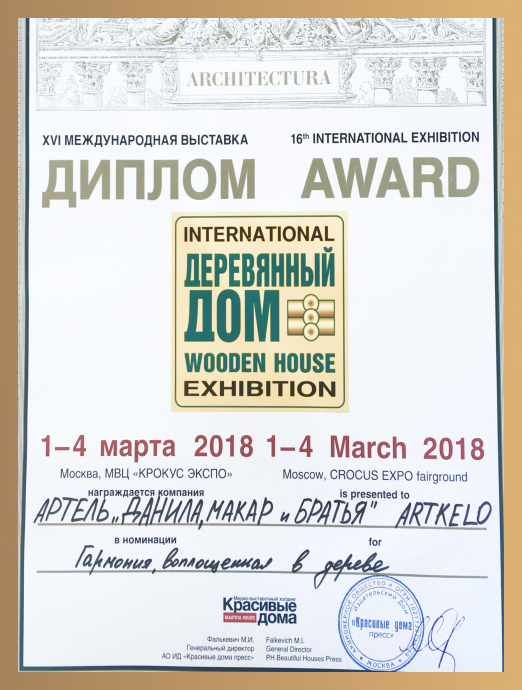 ARCHITECTURA
XVI МЕЖДУНАРОДНАЯ ВЫСТАВКА 16th INTERNATIONAL EXHIBITION
ДИПЛОМ AWARD
INTERNATIONAL
ДЕРЕВЯННЫЙ
ДОМ
WOODEN HOUSE
EXHIBITION
1–4 марта 2018 1–4 March 2018
Москва, МВЦ «КРОКУС ЭКСПО» Moscow, CROCUS EXPO fairground
награждается компания is presented to
АРТЕЛЬ „ДАНИЛА, МАКАР и БРАТЬЯ" ARTKELO
в номинации for
Гармония, воплощенная в дереве
Медиа-выставочный холдинг
Красивые
BEAUTIFUL HOUSES дома
Фалькевич М.И. Falkevich M.I.
Генеральный директор General Director
АО ИД «Красивые дома пресс» PH Beautiful Houses Press
АКЦИОНЕРНОЕ ОБЩЕСТВО
Издательский Дом
«Красивые дома
пресс»
МОСКВА